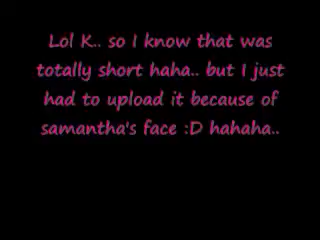 Lol K.. so I know that was
totally short haha.. but I just
had to upload it because of
samantha's face :D hahaha..